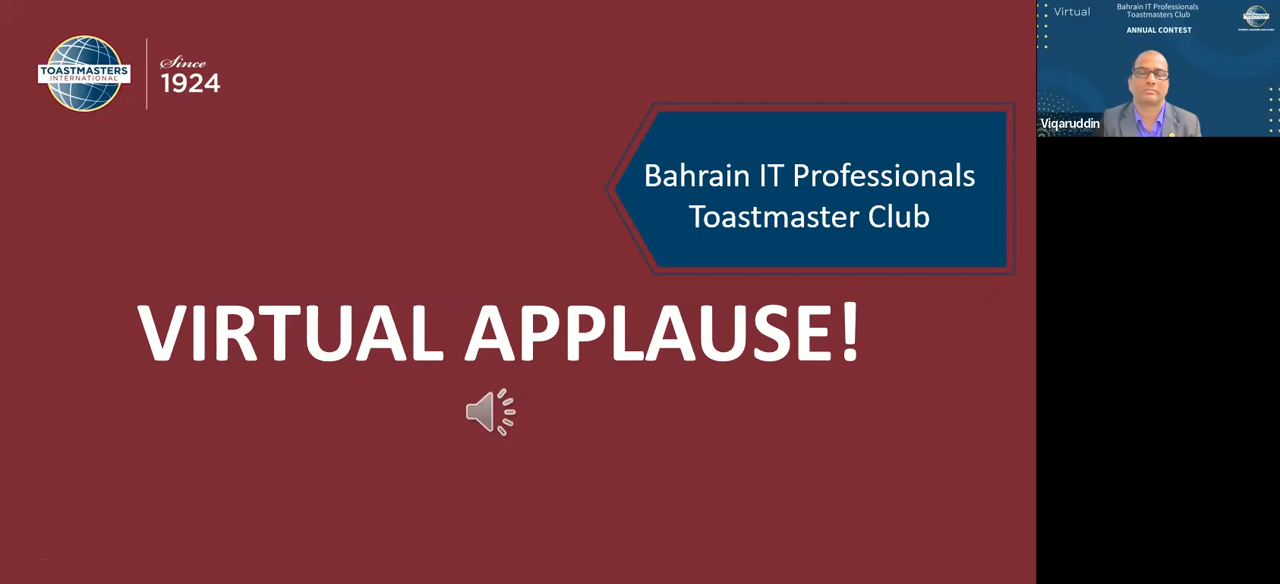 TOASTMASTERS
INTERNATIONAL
Since
1924
Bahrain IT Professionals
Toastmaster Club
VIRTUAL APPLAUSE!
Virtual
Bahrain IT Professionals
Toastmasters Club
ANNUAL CONTEST
Viqaruddin